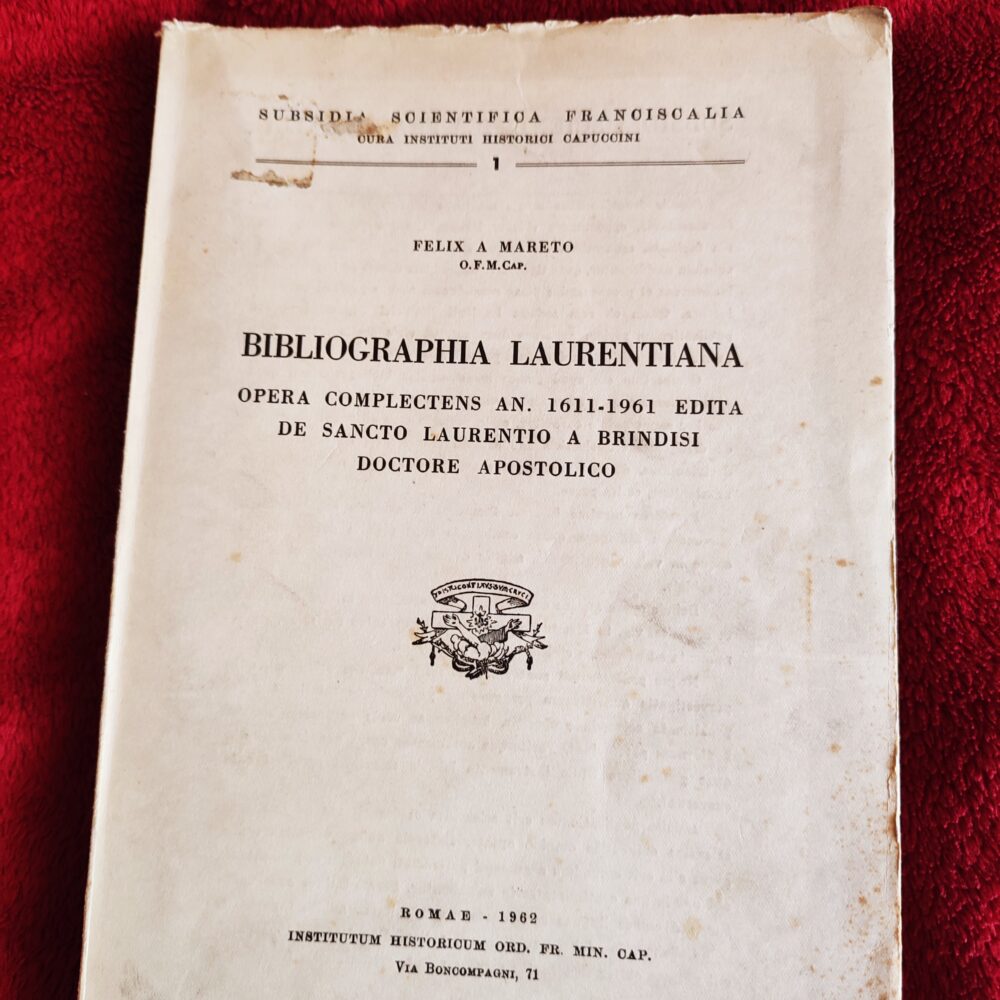 SUBSIDIA SCIENTIFICA FRANCISCALIA
CURA INSTITUTI HISTORICI CAPUCCINI
1
FELIX A MARETO
O.F.M.CAP.
BIBLIOGRAPHIA LAURENTIANA
OPERA COMPLECTENS AN. 1611-1961 EDITA
DE SANCTO LAURENTIO A BRINDISI
DOCTORE APOSTOLICO
ROMAE - 1962
INSTITUTUM HISTORICUM ORD. FR. MIN. CAP.
VIA BONCOMPAGNI, 71